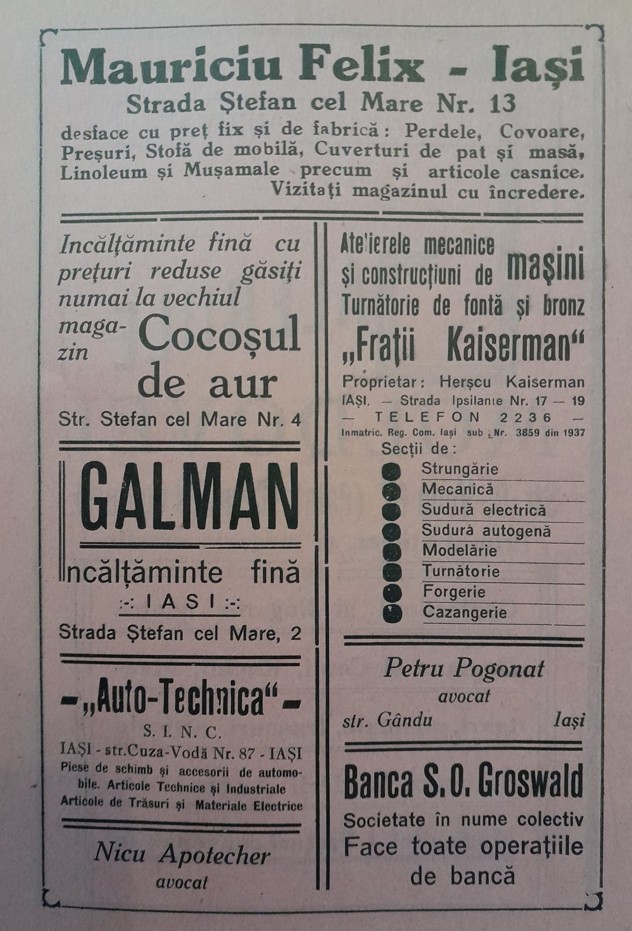 Mauriciu Felix - Iași
Strada Ștefan cel Mare Nr. 13
desface cu preț fix și de fabrică: Perdele, Covoare,
Preșuri, Stofă de mobilă, Cuverturi de pat și masă,
Linoleum și Mușamale precum și articole casnice.
Vizitați magazinul cu încredere.
Incălțăminte fină cu
prețuri reduse găsiți
numai la vechiul
maga-
zin
Cocoșul
de aur
Str. Stefan cel Mare Nr. 4
GALMAN
Incălțăminte fină
:-: IASI :-:
Strada Ștefan cel Mare, 2
-„Auto-Technica“-
S. I. N. C.
IAȘI - str.Cuza-Vodă Nr. 87 - IAȘI
Piese de schimb și accesorii de automo-
bile. Articole Technice și Industriale
Articole de Trăsuri și Materiale Electrice
Nicu Apotecher
avocat
Ate'ierele mecanice
și construcțiuni de mașini
Turnătorie de fontă și bronz
„Frații Kaiserman“
Proprietar: Herșcu Kaiserman
IAȘI. — Strada Ipsilante Nr. 17 — 19
— TELEFON 2236 —
Inmatric. Reg. Com. Iași sub Nr. 3859 din 1937
Secții de:
Strungărie
Mecanică
Sudură electrică
Sudură autogenă
Modelărie
Turnătorie
Forgerie
Cazangerie
Petru Pogonat
avocat
str. Gându Iași
Banca S. O. Groswald
Societate în nume colectiv
Face toate operațiile
de bancă